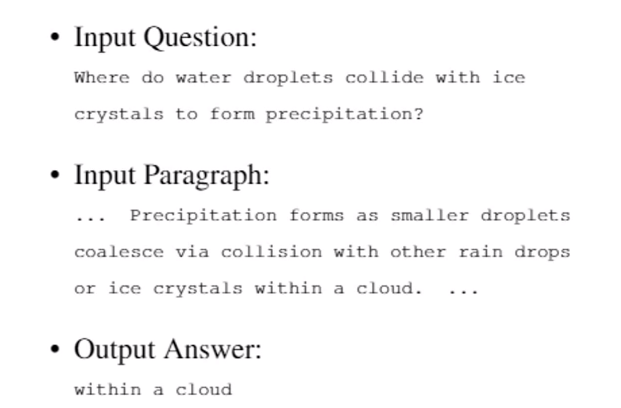 • Input Question:
Where do water droplets collide with ice
crystals to form precipitation?
• Input Paragraph:
... Precipitation forms as smaller droplets
coalesce via collision with other rain drops
or ice crystals within a cloud. ...
• Output Answer:
within a cloud